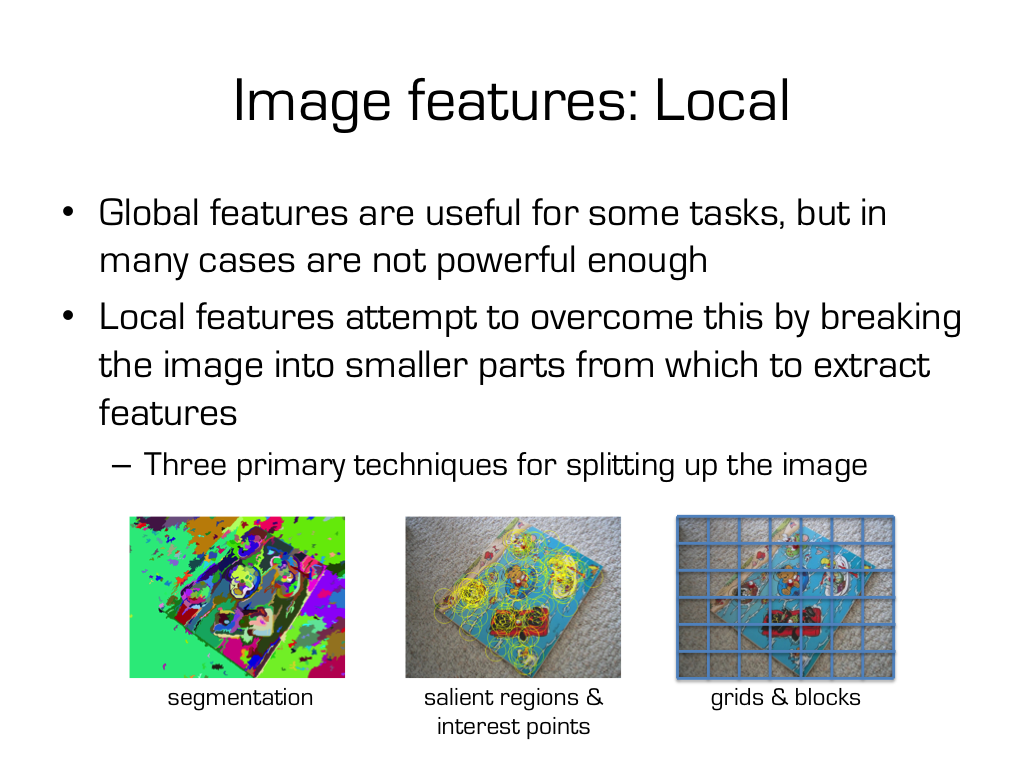 Image features: Local
• Global features are useful for some tasks, but in
many cases are not powerful enough
• Local features attempt to overcome this by breaking
the image into smaller parts from which to extract
features
– Three primary techniques for splitting up the image
segmentation
salient regions &
interest points
grids & blocks